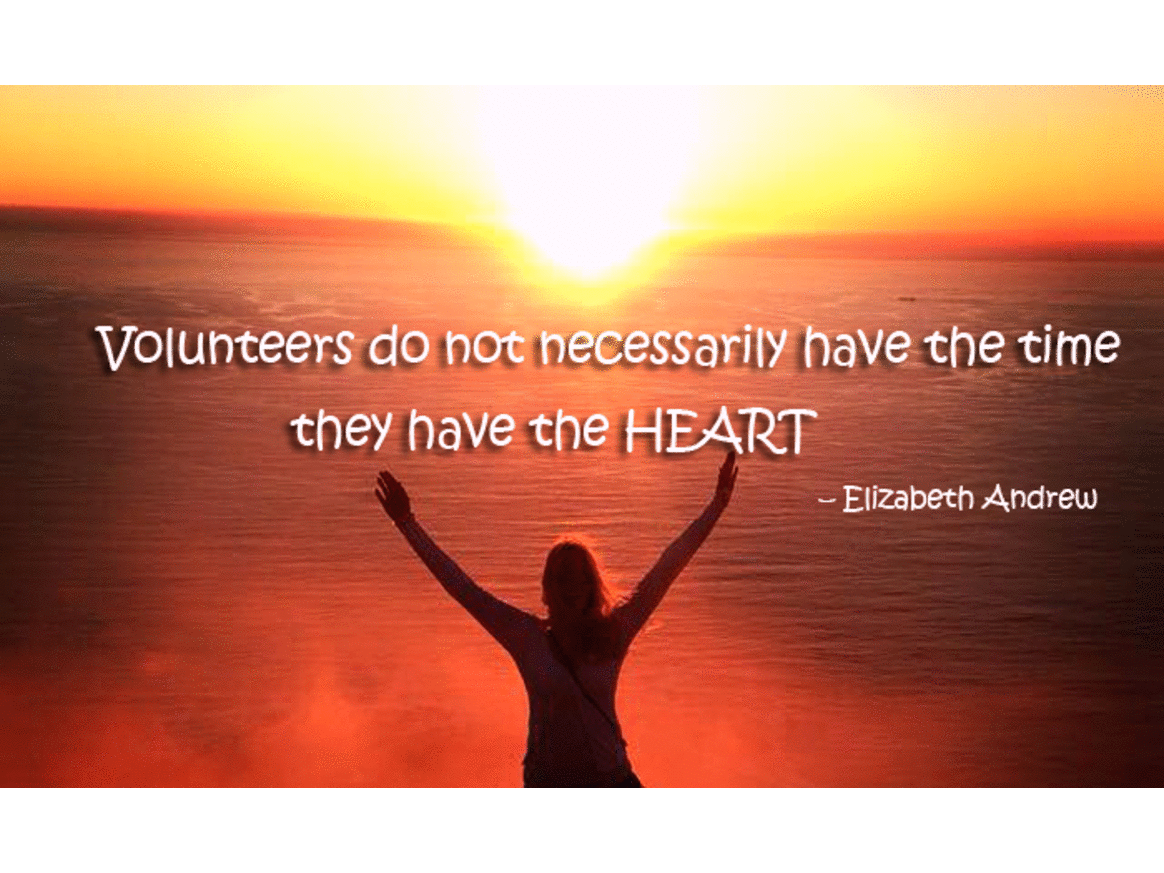 Volunteers do not necessarily have the time
they have the HEART
– Elizabeth Andrew